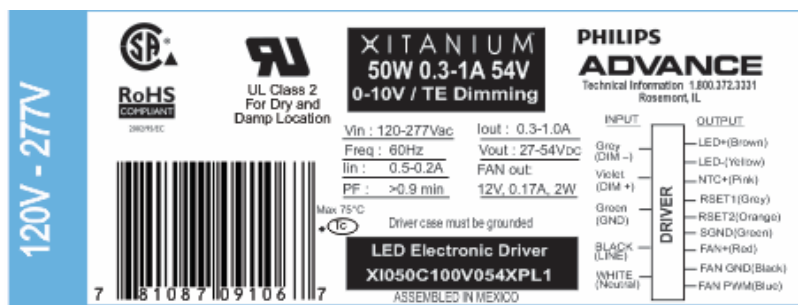 120V - 277V
SA
RoHS
COMPLIANT
2002/95/EC
UL Class 2
For Dry and
Damp Location
XITANIUM
50W 0.3-1A 54V
0-10V / TE Dimming
PHILIPS
ADVANCE
Technical Information 1.800.372.3331
Rosemont, IL
Vin : 120-277Vac
Iout : 0.3-1.0A
Freq : 60Hz
Vout : 27-54VDC
Iin : 0.5-0.2A
FAN out:
PF : >0.9 min
12V, 0.17A, 2W
Max 75°C
Tc
Driver case must be grounded
LED Electronic Driver
XI050C100V054XPL1
ASSEMBLED IN MEXICO
7 81087 09106 7
INPUT
Grey
(DIM –)
Violet
(DIM +)
Green
(GND)
BLACK
(LINE)
WHITE
(Neutral)
DRIVER
OUTPUT
LED+(Brown)
LED-(Yellow)
NTC+(Pink)
RSET1(Grey)
RSET2(Orange)
SGND(Green)
FAN+(Red)
FAN GND(Black)
FAN PWM(Blue)